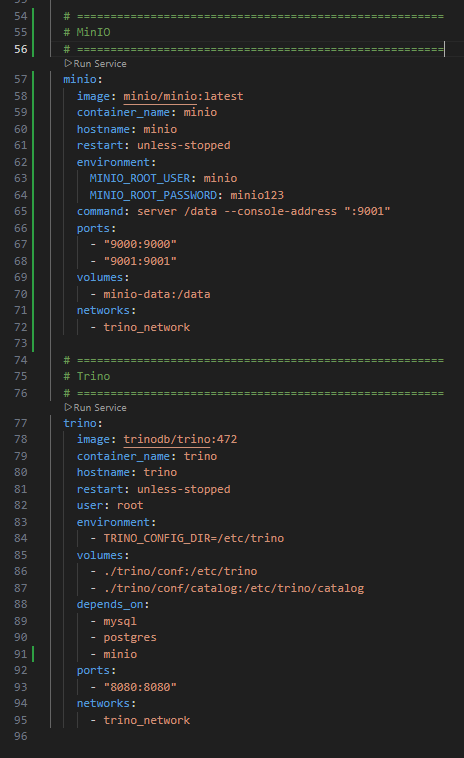 54 # =======================================================
55 # MinIO
56 # =======================================================
▷Run Service
57 minio:
58 image: minio/minio:latest
59 container_name: minio
60 hostname: minio
61 restart: unless-stopped
62 environment:
63 MINIO_ROOT_USER: minio
64 MINIO_ROOT_PASSWORD: minio123
65 command: server /data --console-address ":9001"
66 ports:
67 - "9000:9000"
68 - "9001:9001"
69 volumes:
70 - minio-data:/data
71 networks:
72 - trino_network
73
74 # =======================================================
75 # Trino
76 # =======================================================
▷Run Service
77 trino:
78 image: trinodb/trino:472
79 container_name: trino
80 hostname: trino
81 restart: unless-stopped
82 user: root
83 environment:
84 - TRINO_CONFIG_DIR=/etc/trino
85 volumes:
86 - ./trino/conf:/etc/trino
87 - ./trino/conf/catalog:/etc/trino/catalog
88 depends_on:
89 - mysql
90 - postgres
91 - minio
92 ports:
93 - "8080:8080"
94 networks:
95 - trino_network
96